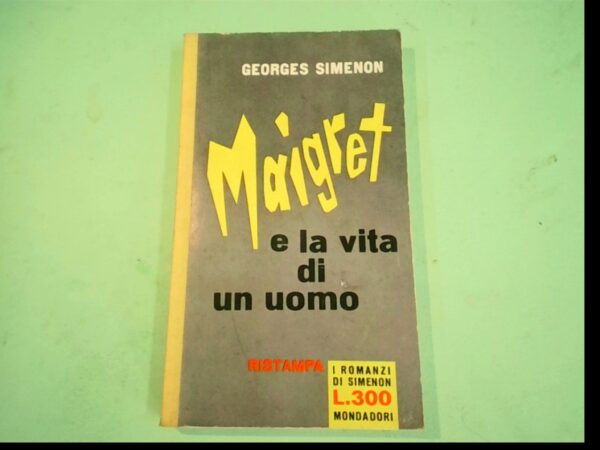 GEORGES SIMENON
Maigret
e la vita
di
un uomo
RISTAMPA
I ROMANZI
DI SIMENON
L.300
MONDADORI